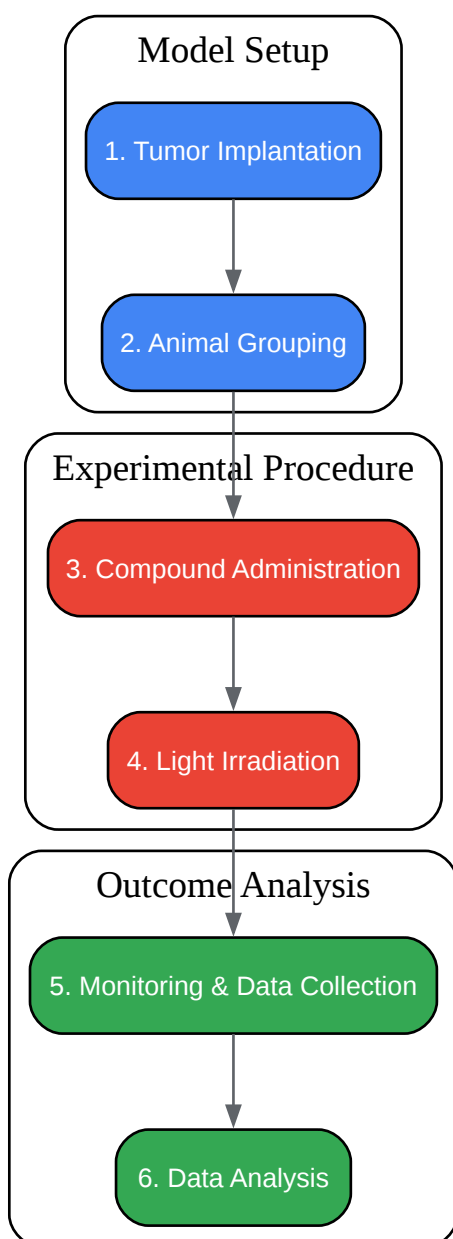 Model Setup
1. Tumor Implantation
2. Animal Grouping
Experimental Procedure
3. Compound Administration
4. Light Irradiation
Outcome Analysis
5. Monitoring & Data Collection
6. Data Analysis